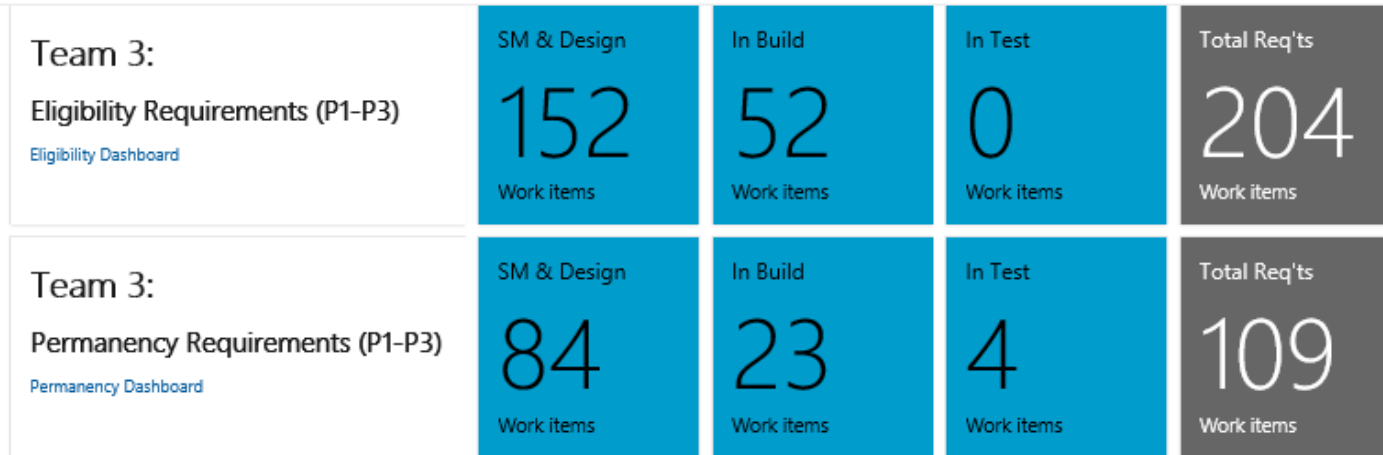 Team 3:
Eligibility Requirements (P1-P3)
Eligibility Dashboard
SM & Design
152
Work items
In Build
52
Work items
In Test
0
Work items
Total Req'ts
204
Work items
Team 3:
Permanency Requirements (P1-P3)
Permanency Dashboard
SM & Design
84
Work items
In Build
23
Work items
In Test
4
Work items
Total Req'ts
109
Work items